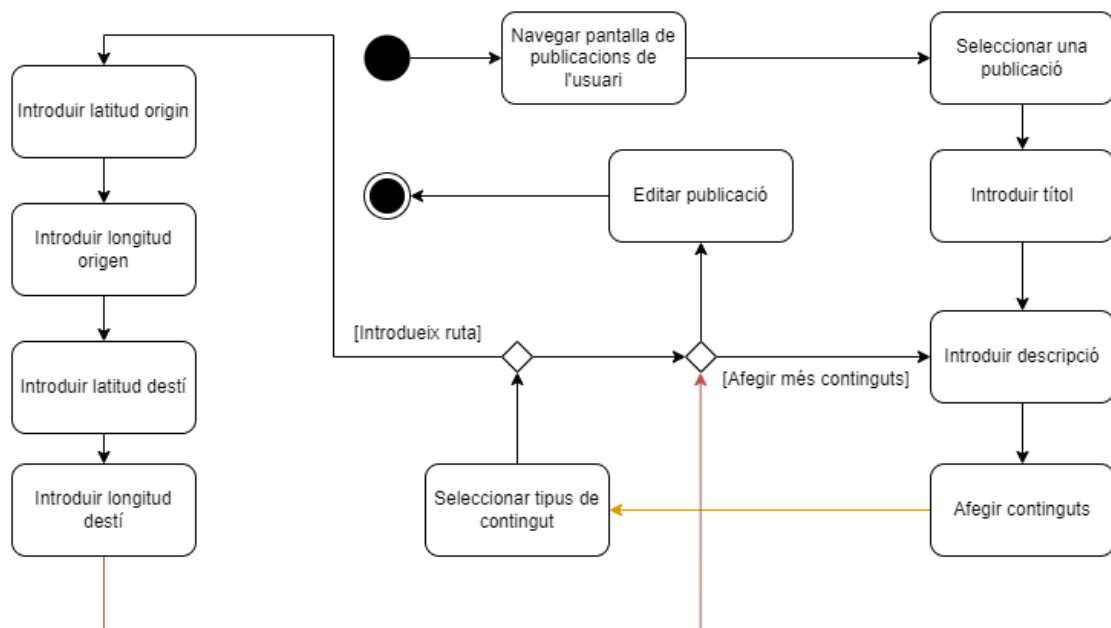 Navegar pantalla de
publicacions de
l'usuari
Seleccionar una
publicació
Introduir latitud origin
Editar publicació
Introduir títol
Introduir longitud
origen
[Introdueix ruta]
[Afegir més continguts]
Introduir descripció
Introduir latitud destí
Introduir longitud
destí
Seleccionar tipus de
contingut
Afegir continguts